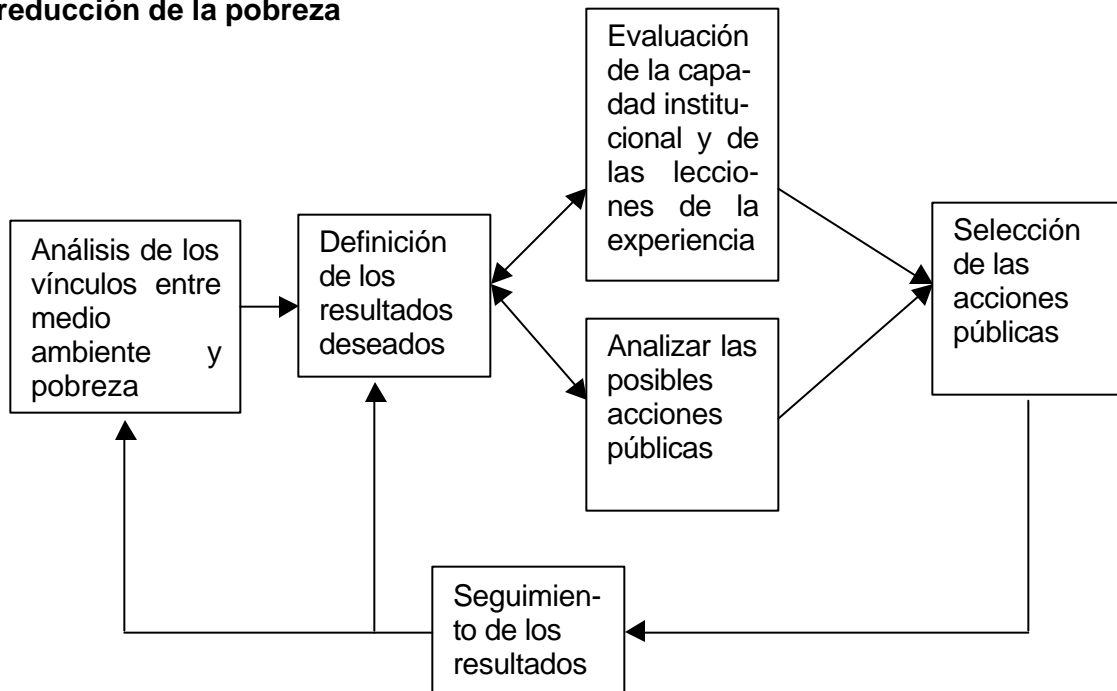 reducción de la pobreza
Evaluación
de la capa-
dad institu-
cional y de
las leccio-
nes de la
experiencia
Análisis de los
vínculos entre
medio
ambiente y
pobreza
Definición
de los
resultados
deseados
Analizar las
posibles
acciones
públicas
Selección
de las
acciones
públicas
Seguimien-
to de los
resultados